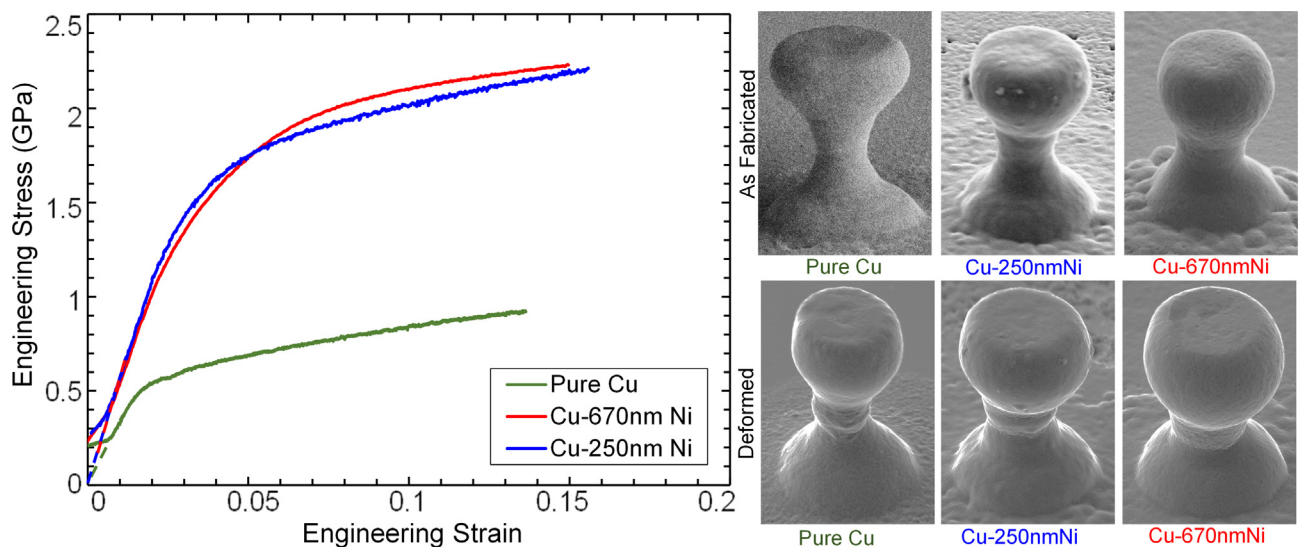 2.5
2
1.5
1
0.5
0
Engineering Stress (GPa)
0 0.05 0.1 0.15 0.2
Engineering Strain
Pure Cu
Cu-670nm Ni
Cu-250nm Ni
As Fabricated
Pure Cu Cu-250nmNi Cu-670nmNi
Deformed
Pure Cu Cu-250nmNi Cu-670nmNi